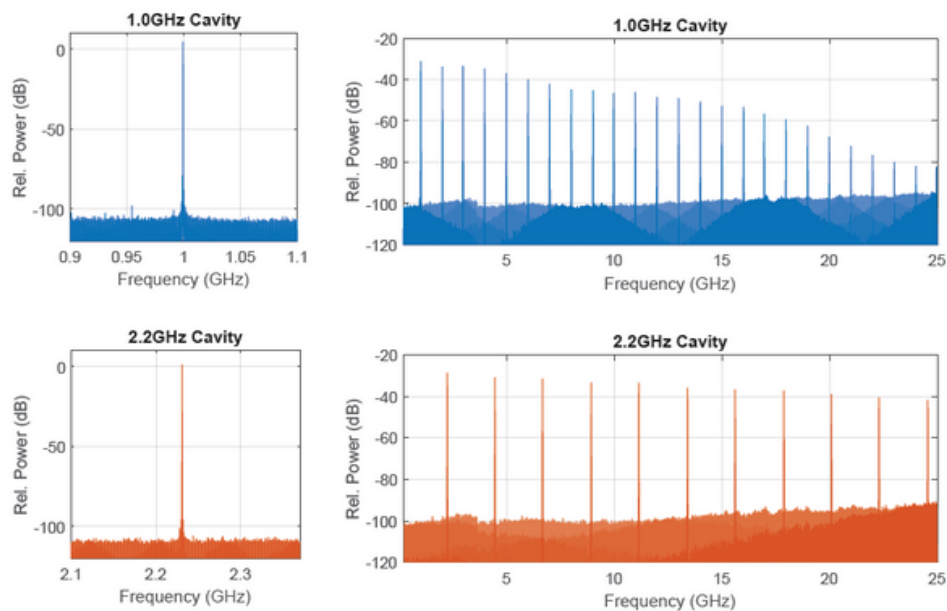 1.0GHz Cavity
Rel. Power (dB)
0
-50
-100
0.9 0.95 1 1.05 1.1
Frequency (GHz)
1.0GHz Cavity
Rel. Power (dB)
-20
-40
-60
-80
-100
-120
5 10 15 20 25
Frequency (GHz)
2.2GHz Cavity
Rel. Power (dB)
0
-50
-100
2.1 2.2 2.3
Frequency (GHz)
2.2GHz Cavity
Rel. Power (dB)
-20
-40
-60
-80
-100
-120
5 10 15 20 25
Frequency (GHz)